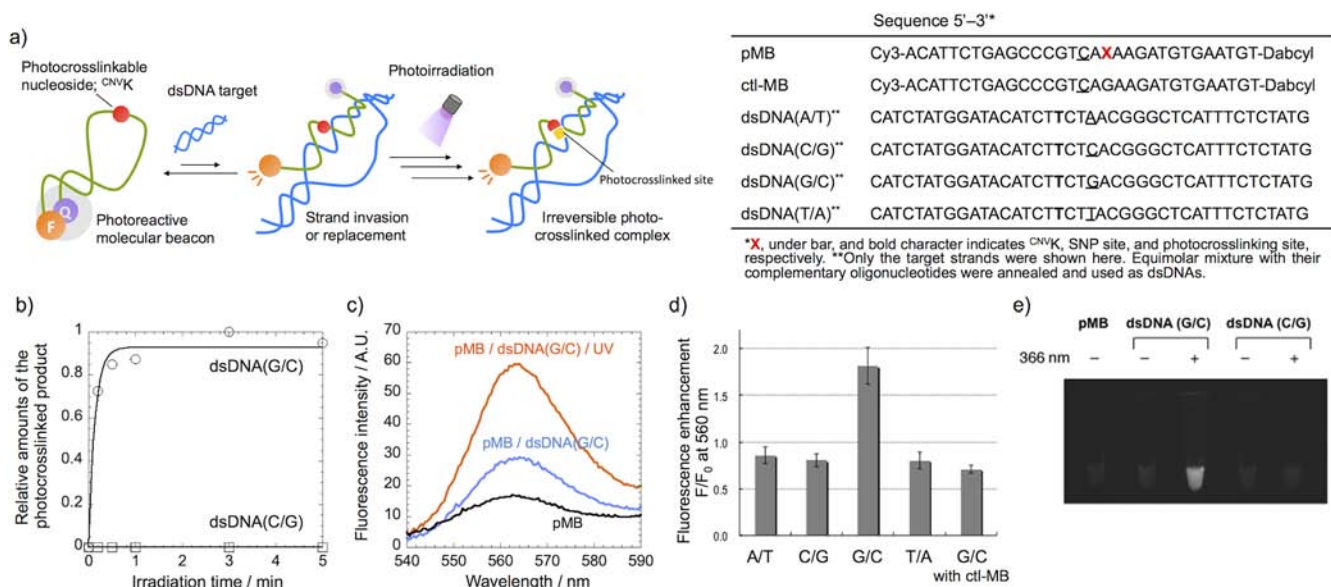 a)
Photocrosslinkable
nucleoside; CNVK
dsDNA target
Photoirradiation
F
Q
Photoreactive
molecular beacon
Strand invasion
or replacement
Photocrosslinked site
Irreversible photo-
crosslinked complex
Sequence 5'–3'*
pMB Cy3-ACATTCTGAGCCCGTCAXAAGATGTGAATGT-Dabcyl
ctl-MB Cy3-ACATTCTGAGCCCGTCAGAAGATGTGAATGT-Dabcyl
dsDNA(A/T)** CATCTATGGATACATCTTTCTAACGGGCTCATTTCTCTATG
dsDNA(C/G)** CATCTATGGATACATCTTTCTCACGGGCTCATTTCTCTATG
dsDNA(G/C)** CATCTATGGATACATCTTTCTGACGGGCTCATTTCTCTATG
dsDNA(T/A)** CATCTATGGATACATCTTTCTTACGGGCTCATTTCTCTATG
*X, under bar, and bold character indicates CNVK, SNP site, and photocrosslinking site,
respectively. **Only the target strands were shown here. Equimolar mixture with their
complementary oligonucleotides were annealed and used as dsDNAs.
b)
Relative amounts of the
photocrosslinked product
1
0.8
0.6
0.4
0.2
0
dsDNA(G/C)
dsDNA(C/G)
0 1 2 3 4 5
Irradiation time / min
c)
Fluorescence intensity / A.U.
70
60
50
40
30
20
10
0
pMB / dsDNA(G/C) / UV
pMB / dsDNA(G/C)
pMB
540 550 560 570 580 590
Wavelength / nm
d)
Fluorescence enhancement
F/F0 at 560 nm
2.0
1.5
1.0
0.5
0.0
A/T C/G G/C T/A G/C
with ctl-MB
e)
pMB dsDNA (G/C) dsDNA (C/G)
366 nm – – + – +